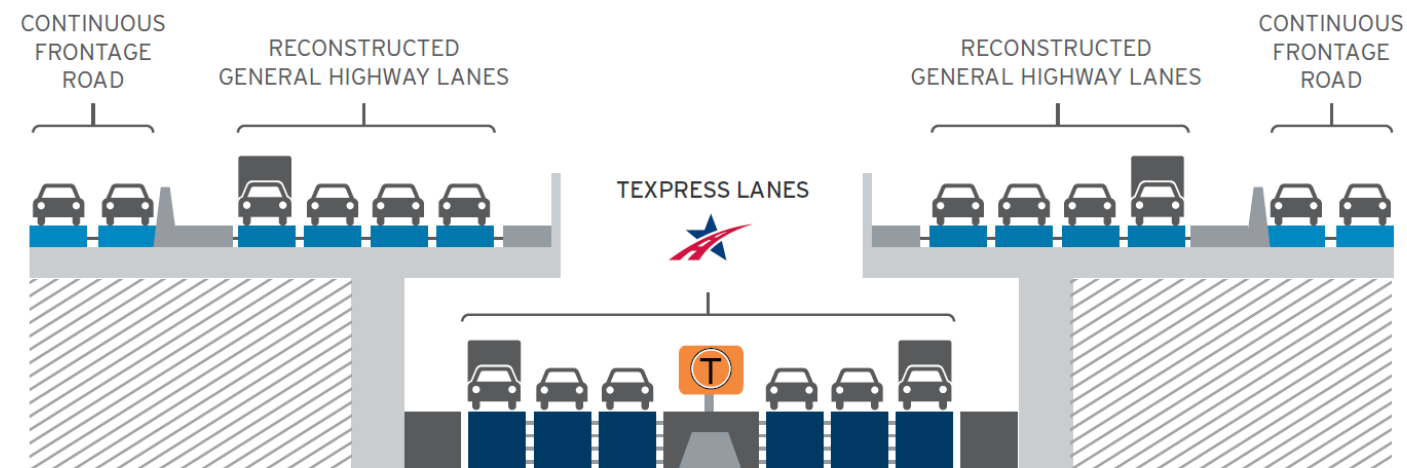 CONTINUOUS
FRONTAGE
ROAD
RECONSTRUCTED
GENERAL HIGHWAY LANES
RECONSTRUCTED
GENERAL HIGHWAY LANES
CONTINUOUS
FRONTAGE
ROAD
TEXPRESS LANES
T